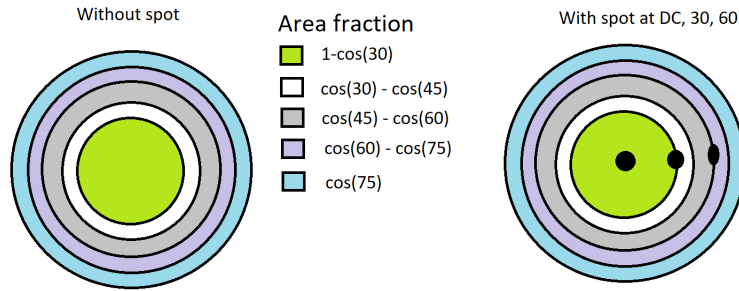 Without spot
Area fraction
1-cos(30)
cos(30) - cos(45)
cos(45) - cos(60)
cos(60) - cos(75)
cos(75)
With spot at DC, 30, 60